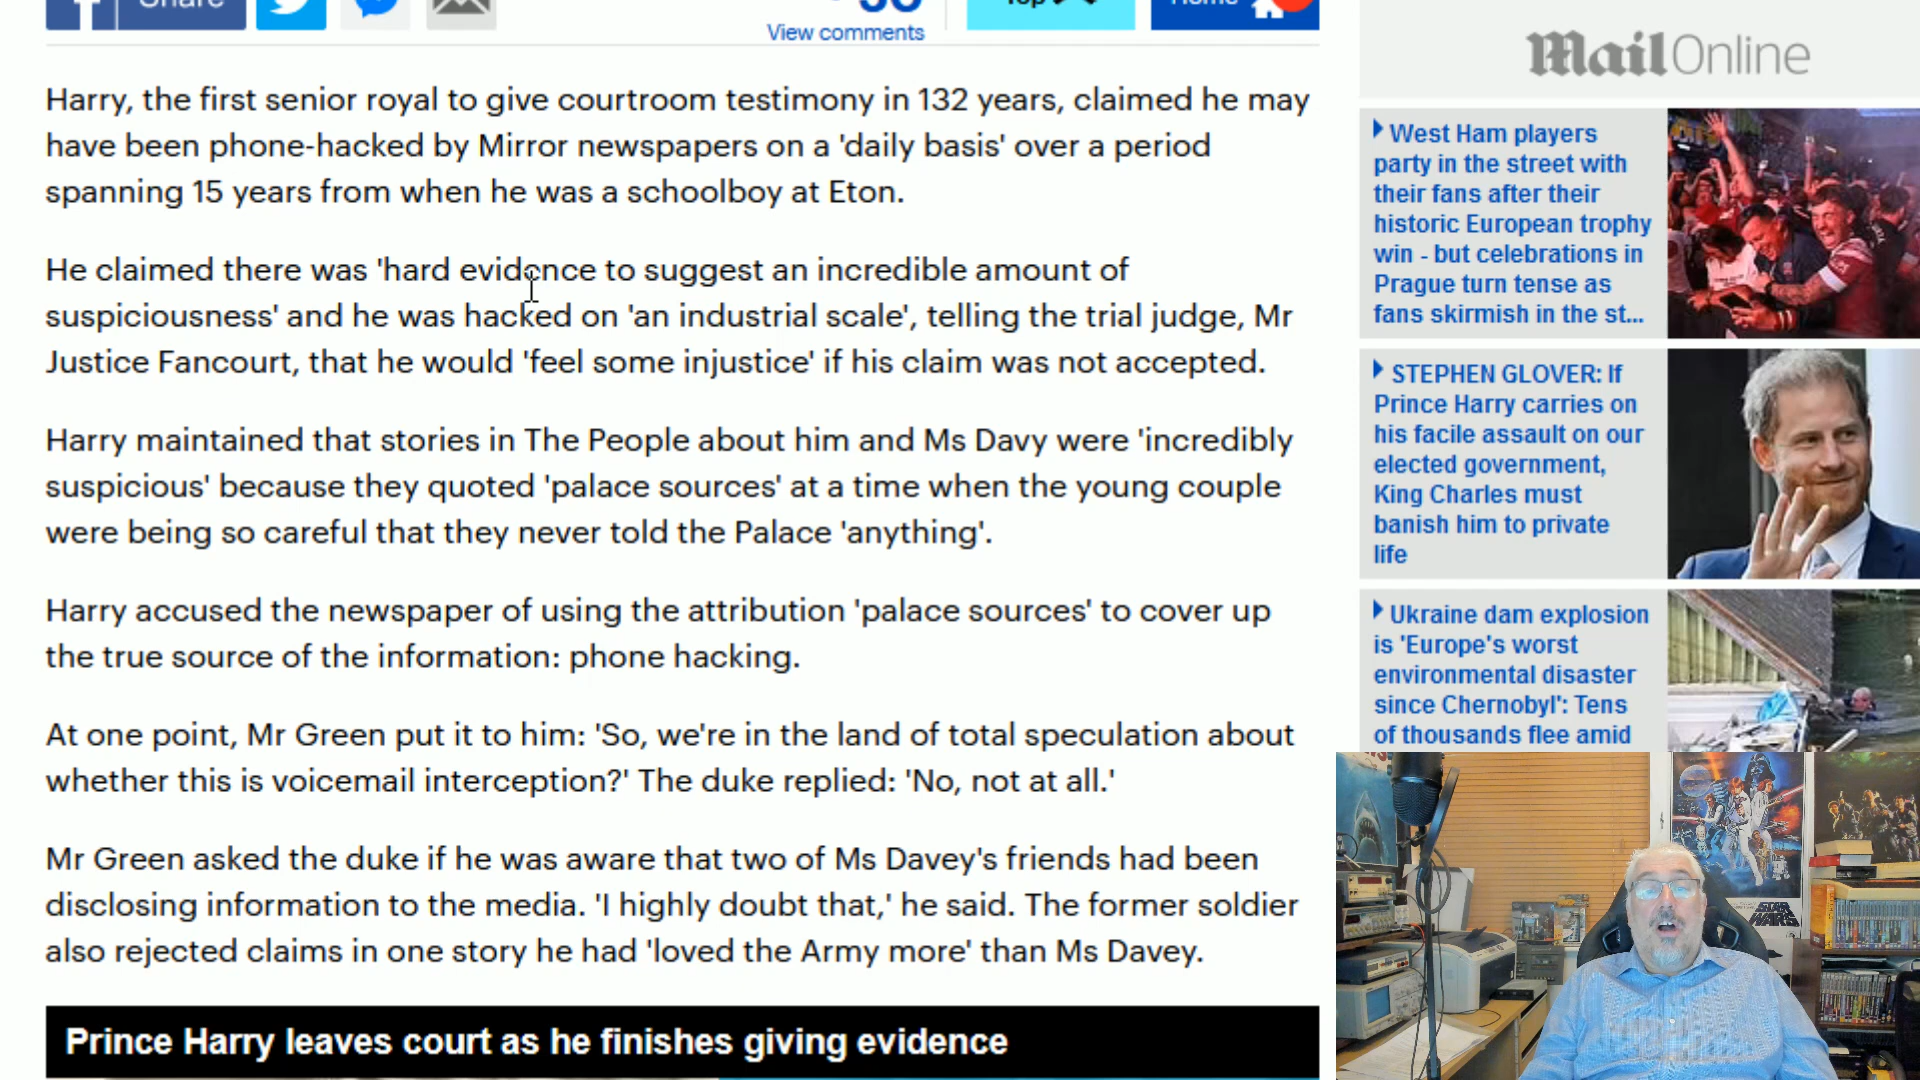 Share
View comments
Harry, the first senior royal to give courtroom testimony in 132 years, claimed he may
have been phone-hacked by Mirror newspapers on a 'daily basis' over a period
spanning 15 years from when he was a schoolboy at Eton.
He claimed there was 'hard evidence to suggest an incredible amount of
suspiciousness' and he was hacked on 'an industrial scale', telling the trial judge, Mr
Justice Fancourt, that he would 'feel some injustice' if his claim was not accepted.
Harry maintained that stories in The People about him and Ms Davy were 'incredibly
suspicious' because they quoted 'palace sources' at a time when the young couple
were being so careful that they never told the Palace 'anything'.
Harry accused the newspaper of using the attribution 'palace sources' to cover up
the true source of the information: phone hacking.
At one point, Mr Green put it to him: 'So, we're in the land of total speculation about
whether this is voicemail interception?' The duke replied: 'No, not at all.'
Mr Green asked the duke if he was aware that two of Ms Davey's friends had been
disclosing information to the media. 'I highly doubt that,' he said. The former soldier
also rejected claims in one story he had 'loved the Army more' than Ms Davey.
Prince Harry leaves court as he finishes giving evidence
Mail Online
West Ham players
party in the street with
their fans after their
historic European trophy
win - but celebrations in
Prague turn tense as
fans skirmish in the st...
STEPHEN GLOVER: If
Prince Harry carries on
his facile assault on our
elected government,
King Charles must
banish him to private
life
Ukraine dam explosion
is 'Europe's worst
environmental disaster
since Chernobyl': Tens
of thousands flee amid
STAR
WARS